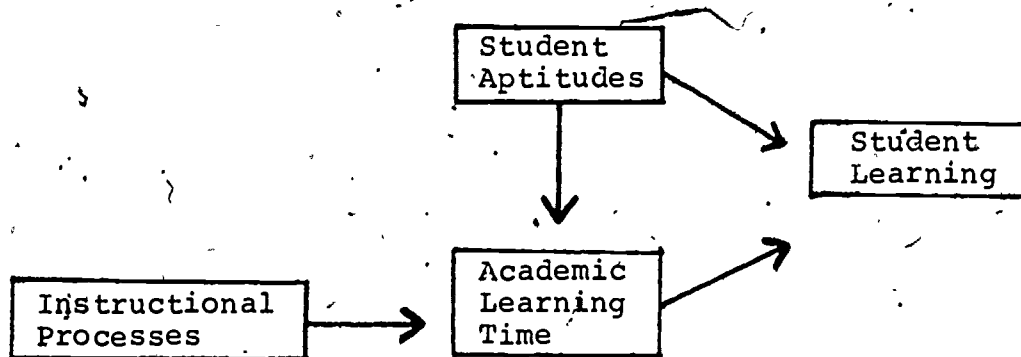 Student
Aptitudes
Student
Learning
Academic
Learning
Time
Instructional
Processes